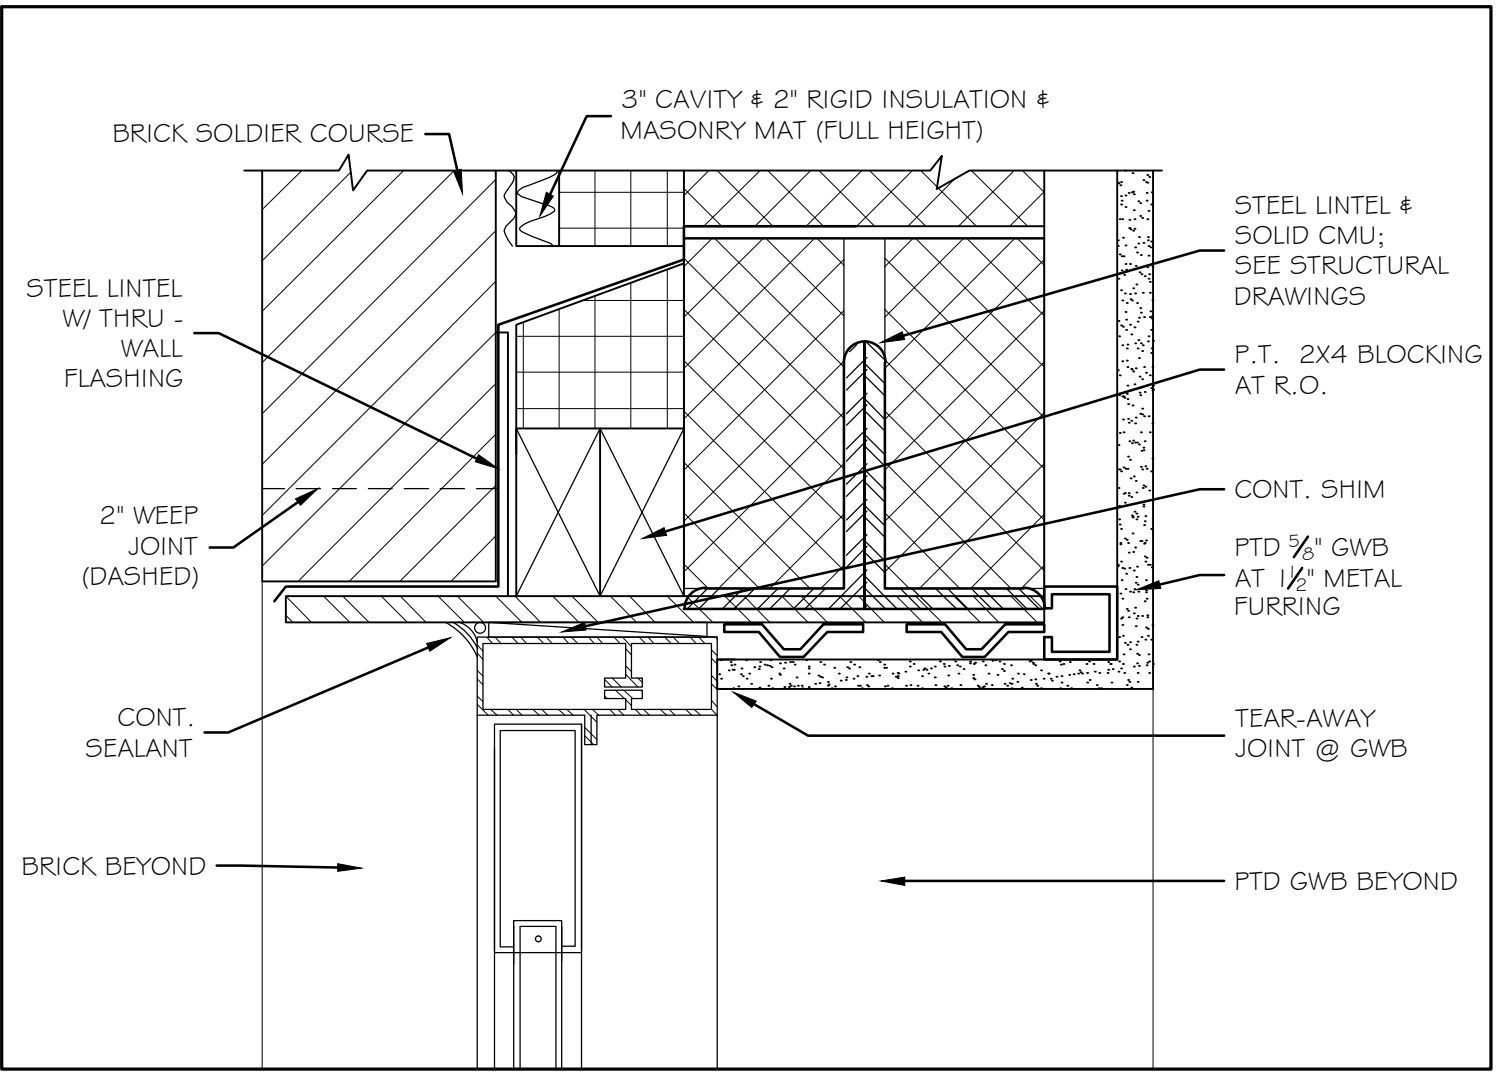 3" CAVITY & 2" RIGID INSULATION &
MASONRY MAT (FULL HEIGHT)
BRICK SOLDIER COURSE
STEEL LINTEL &
SOLID CMU;
SEE STRUCTURAL
DRAWINGS
STEEL LINTEL
W/ THRU -
WALL
FLASHING
P.T. 2X4 BLOCKING
AT R.O.
CONT. SHIM
2" WEEP
JOINT
(DASHED)
PTD 5/8" GWB
AT 1 1/2" METAL
FURRING
CONT.
SEALANT
TEAR-AWAY
JOINT @ GWB
BRICK BEYOND
PTD GWB BEYOND